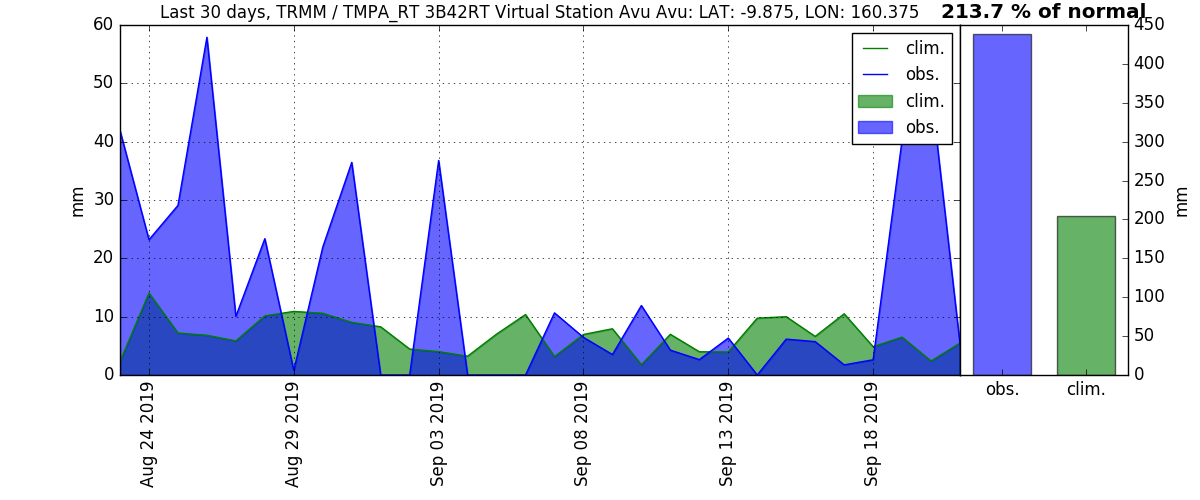 Last 30 days, TRMM / TMPA_RT 3B42RT Virtual Station Avu Avu: LAT: -9.875, LON: 160.375
213.7 % of normal
60
50
40
30
20
10
0
mm
clim.
obs.
clim.
obs.
450
400
350
300
250
200
150
100
50
0
mm
obs.
clim.
Aug 24 2019
Aug 29 2019
Sep 03 2019
Sep 08 2019
Sep 13 2019
Sep 18 2019